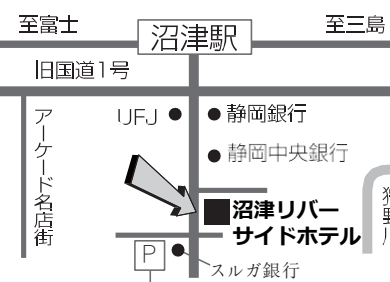 至富士
沼津駅
至三島
旧国道1号
UFJ
静岡銀行
静岡中央銀行
アーケード名店街
沼津リバー
サイドホテル
P
スルガ銀行